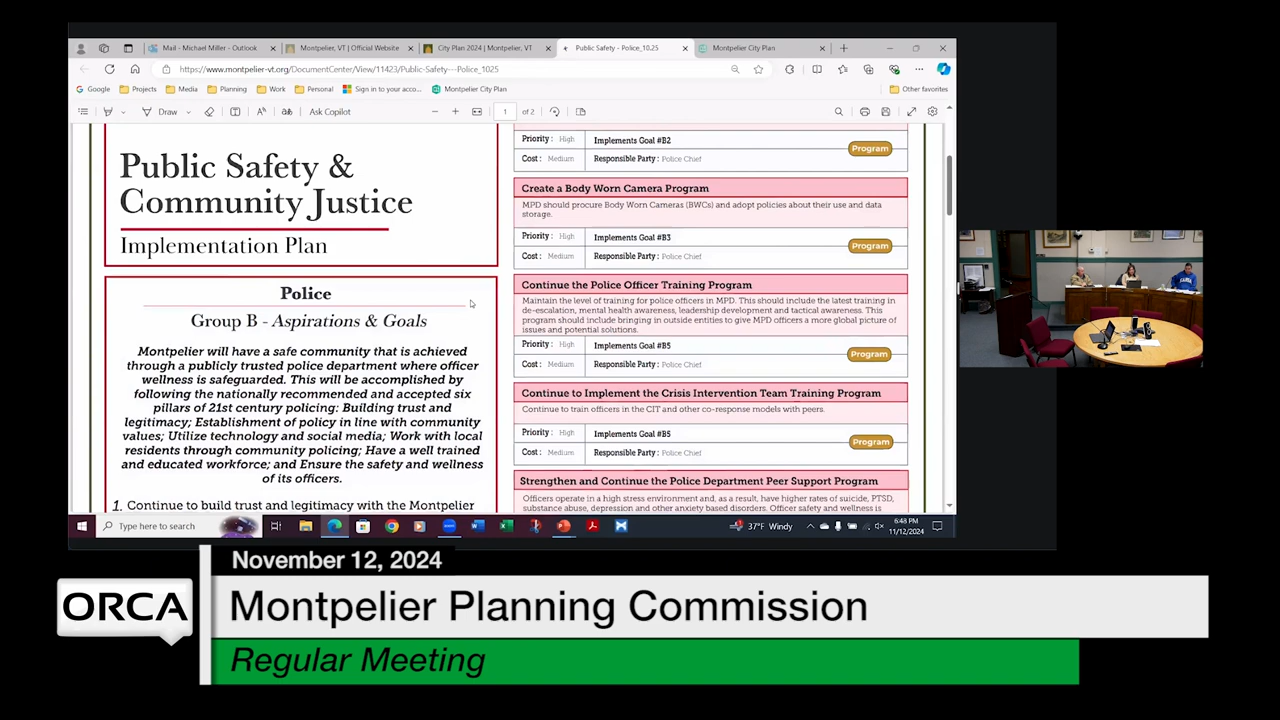 Mail - Michael Miller - Outlook
Montpelier, VT | Official Website
City Plan 2024 | Montpelier, VT
Public Safety - Police_10.25
Montpelier City Plan
https://www.montpelier-vt.org/DocumentCenter/View/11423/Public-Safety---Police_1025
Google
Projects
Media
Planning
Work
Personal
Sign in to your acco...
Montpelier City Plan
Other favorites
Draw
Ask Copilot
1 of 2
Public Safety &
Community Justice
Implementation Plan
Police
Group B - Aspirations & Goals
Montpelier will have a safe community that is achieved
through a publicly trusted police department where officer
wellness is safeguarded. This will be accomplished by
following the nationally recommended and accepted six
pillars of 21st century policing: Building trust and
legitimacy; Establishment of policy in line with community
values; Utilize technology and social media; Work with local
residents through community policing; Have a well trained
and educated workforce; and Ensure the safety and wellness
of its officers.
1. Continue to build trust and legitimacy with the Montpelier
Priority : High
Implements Goal #B2
Cost : Medium
Responsible Party : Police Chief
Program
Create a Body Worn Camera Program
MPD should procure Body Worn Cameras (BWCs) and adopt policies about their use and data
storage.
Priority : High
Implements Goal #B3
Cost : Medium
Responsible Party : Police Chief
Program
Continue the Police Officer Training Program
Maintain the level of training for police officers in MPD. This should include the latest training in
de-escalation, mental health awareness, leadership development and tactical awareness. This
program should include bringing in outside entities to give MPD officers a more global picture of
issues and potential solutions.
Priority : High
Implements Goal #B5
Cost : Medium
Responsible Party : Police Chief
Program
Continue to Implement the Crisis Intervention Team Training Program
Continue to train officers in the CIT and other co-response models with peers.
Priority : High
Implements Goal #B5
Cost : Medium
Responsible Party : Police Chief
Program
Strengthen and Continue the Police Department Peer Support Program
Officers operate in a high stress environment and, as a result, have higher rates of suicide, PTSD,
substance abuse, depression and other anxiety based disorders. Officer safety and wellness is
Type here to search
37°F Windy
6:48 PM
11/12/2024
November 12, 2024
ORCA
Montpelier Planning Commission
Regular Meeting